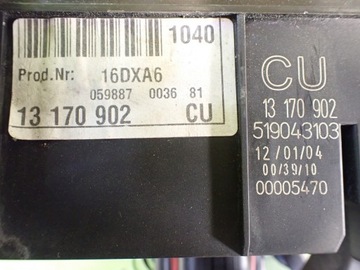 1040
Prod.Nr: 16DXA6
059887 0036 81
13 170 902 CU
CU
13 170 902
519043103
12/01/04
00/39/10
00005470